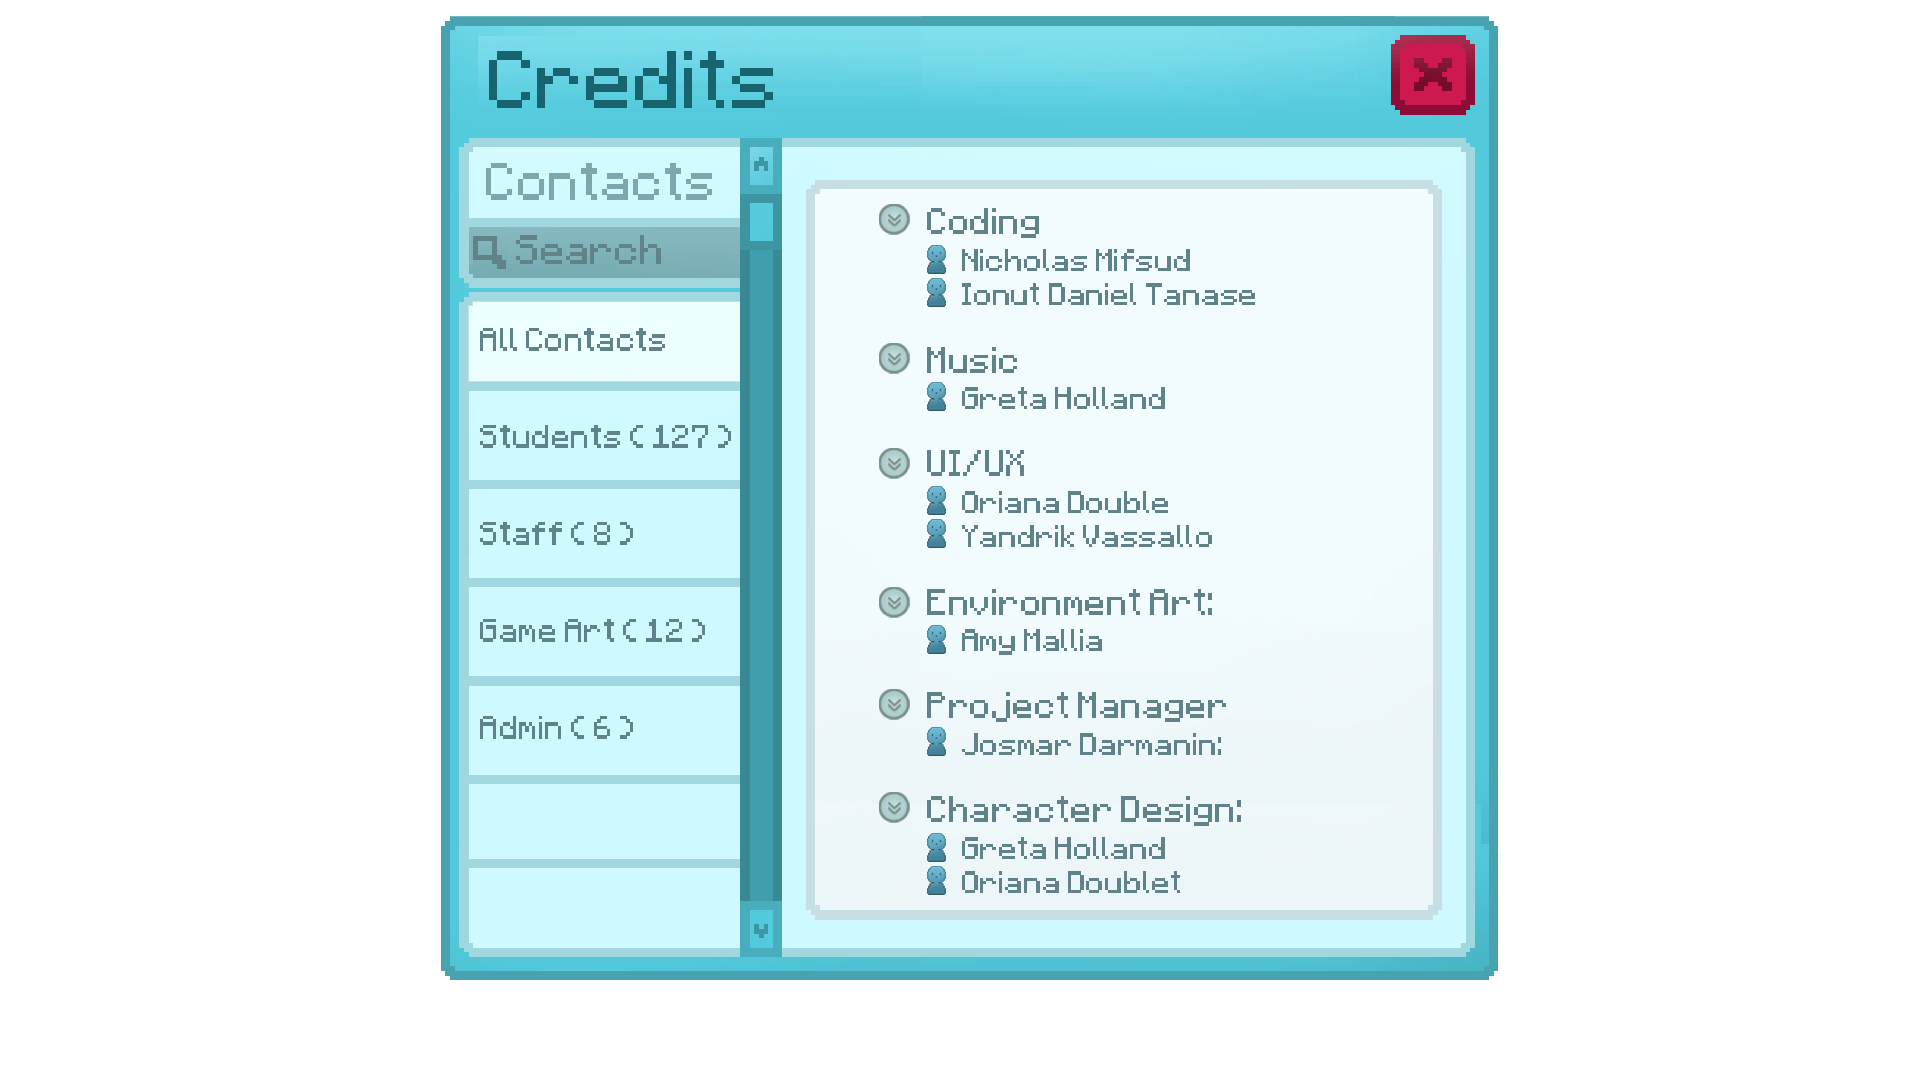 Credits
Contacts
Search
All Contacts
Students ( 127 )
Staff ( 8 )
Game Art ( 12 )
Admin ( 6 )
Coding
Nicholas Mifsud
Ionut Daniel Tanase
Music
Greta Holland
UI/UX
Oriana Double
Yandrik Vassallo
Environment Art:
Amy Mallia
Project Manager
Josmar Darmanin:
Character Design:
Greta Holland
Oriana Doublet